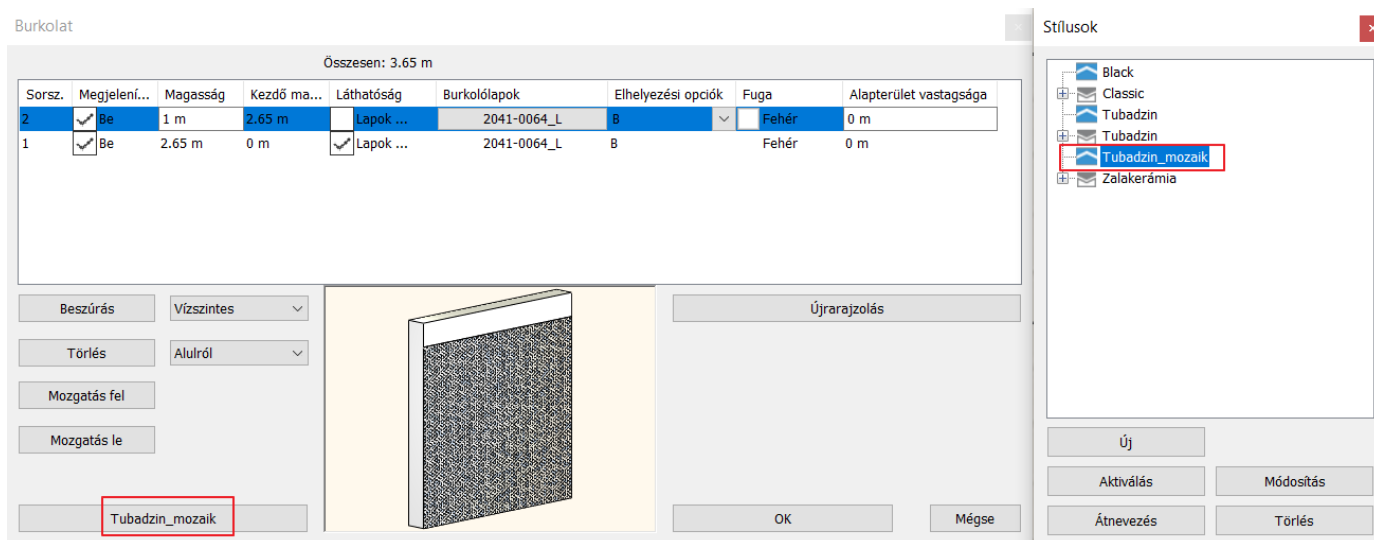 Burkolat
Összesen: 3.65 m
Sorsz. Megjelení... Magasság Kezdő ma... Láthatóság Burkolólapok Elhelyezési opciók Fuga Alapterület vastagsága
2 Be 1 m 2.65 m Lapok ... 2041-0064_L B Fehér 0 m
1 Be 2.65 m 0 m Lapok ... 2041-0064_L B Fehér 0 m
Beszúrás Vízszintes Újrarajzolás
Törlés Alulról
Mozgatás fel
Mozgatás le
Tubadzin_mozaik OK Mégse
Stílusok
Black
Classic
Tubadzin
Tubadzin
Tubadzin_mozaik
Zalakerámia
Új
Aktiválás Módosítás
Átnevezés Törlés